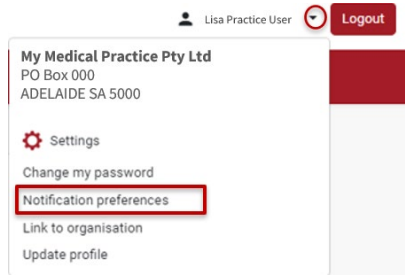 Lisa Practice User
Logout
My Medical Practice Pty Ltd
PO Box 000
ADELAIDE SA 5000
Settings
Change my password
Notification preferences
Link to organisation
Update profile